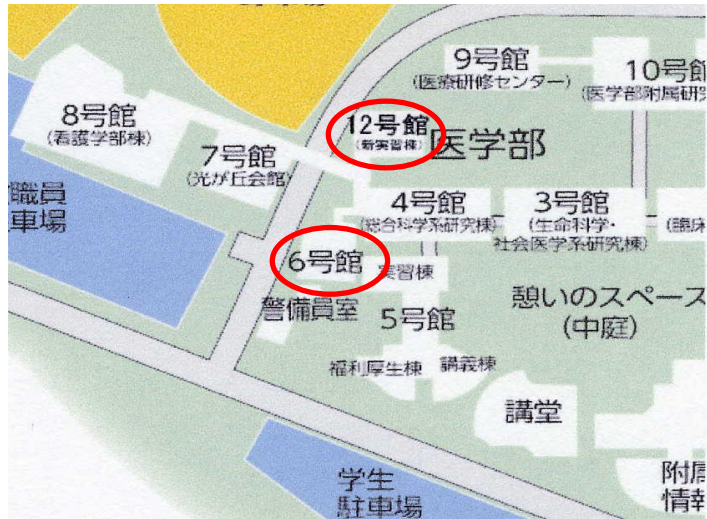 9号館
(医療研修センター)
10号館
(医学部附属研
8号館
(看護学部棟)
12号館
(新実習棟)
医学部
7号館
(光が丘会館)
職員
車場
4号館
(総合科学系研究棟)
3号館
(生命科学・
社会医学系研究棟)
(臨床
6号館
実習棟
警備員室
5号館
憩いのスペース
(中庭)
福利厚生棟
講義棟
講堂
学生
駐車場
附属
情報